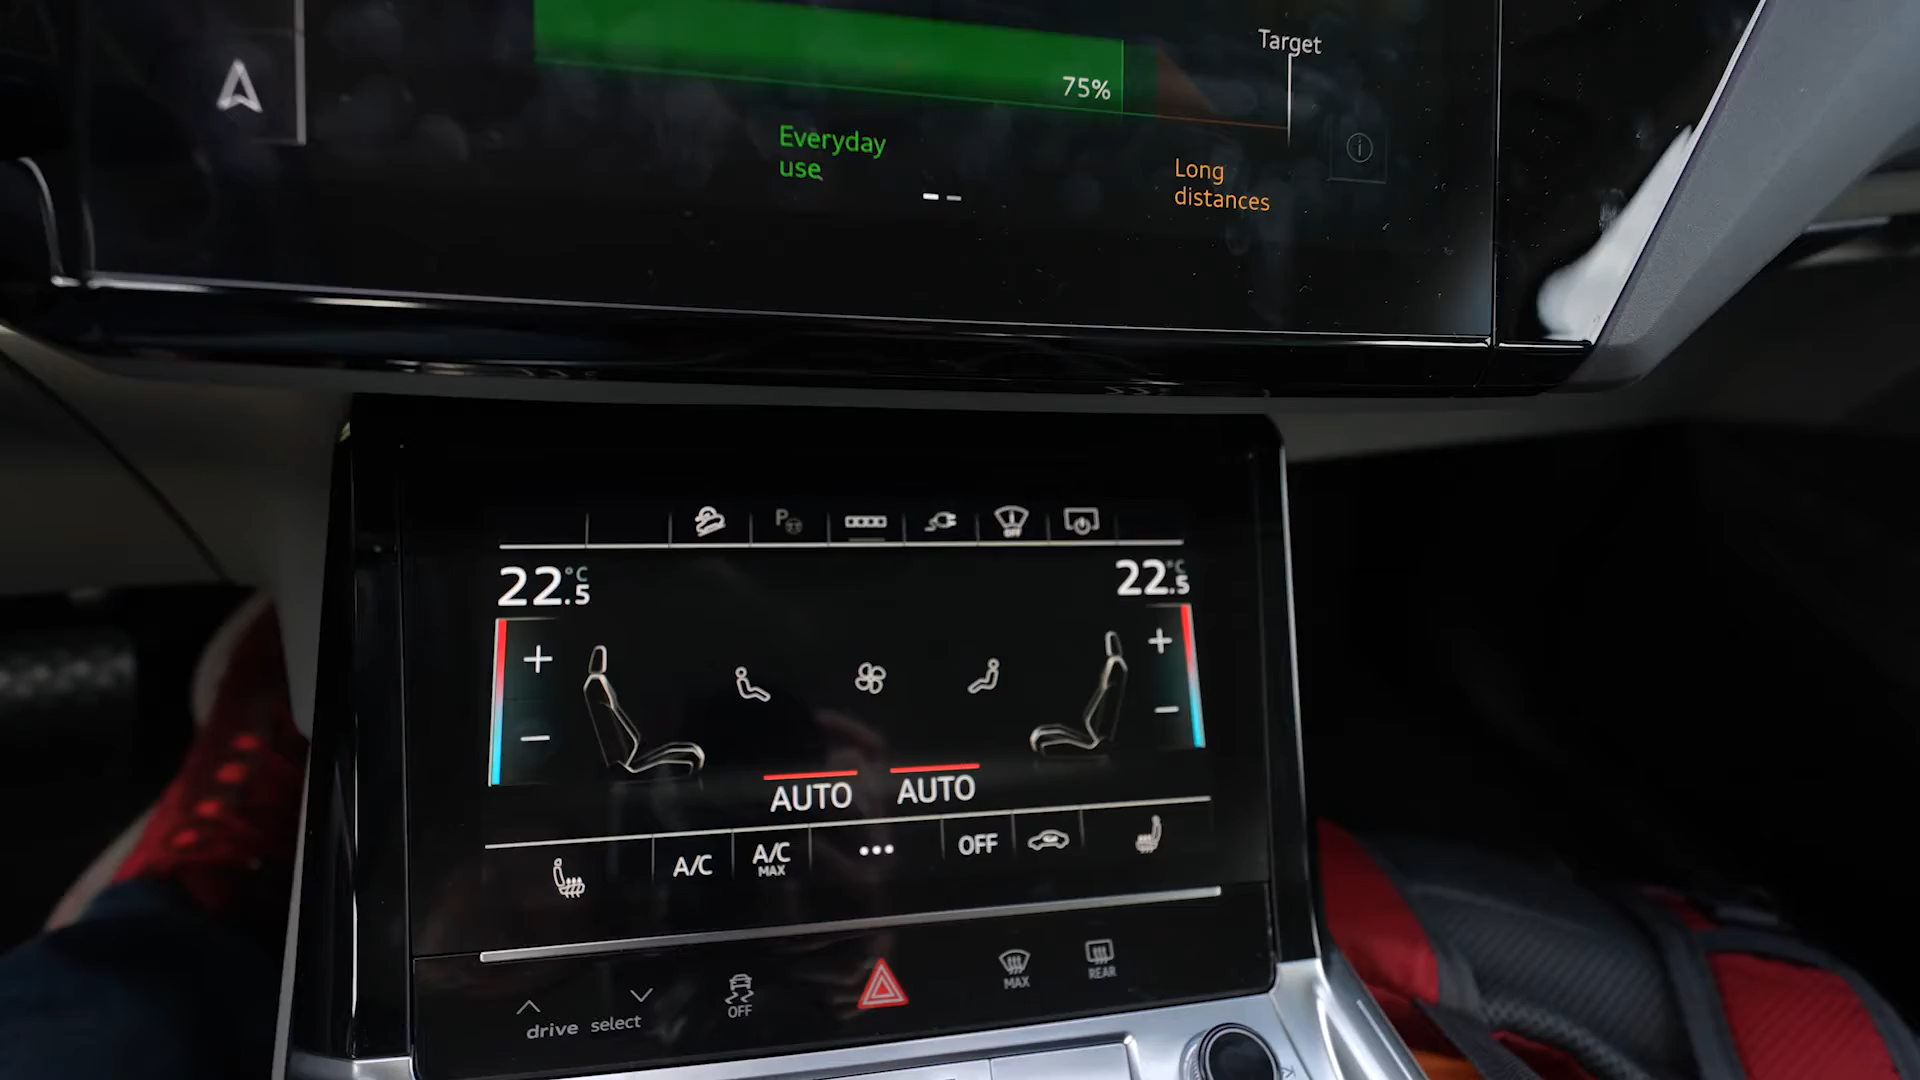 Target
75%
Everyday
use
Long
distances
P
OFF
22.5 °C
22.5 °C
+
+
−
−
AUTO
AUTO
A/C
A/C
MAX
OFF
drive select
OFF
MAX
REAR